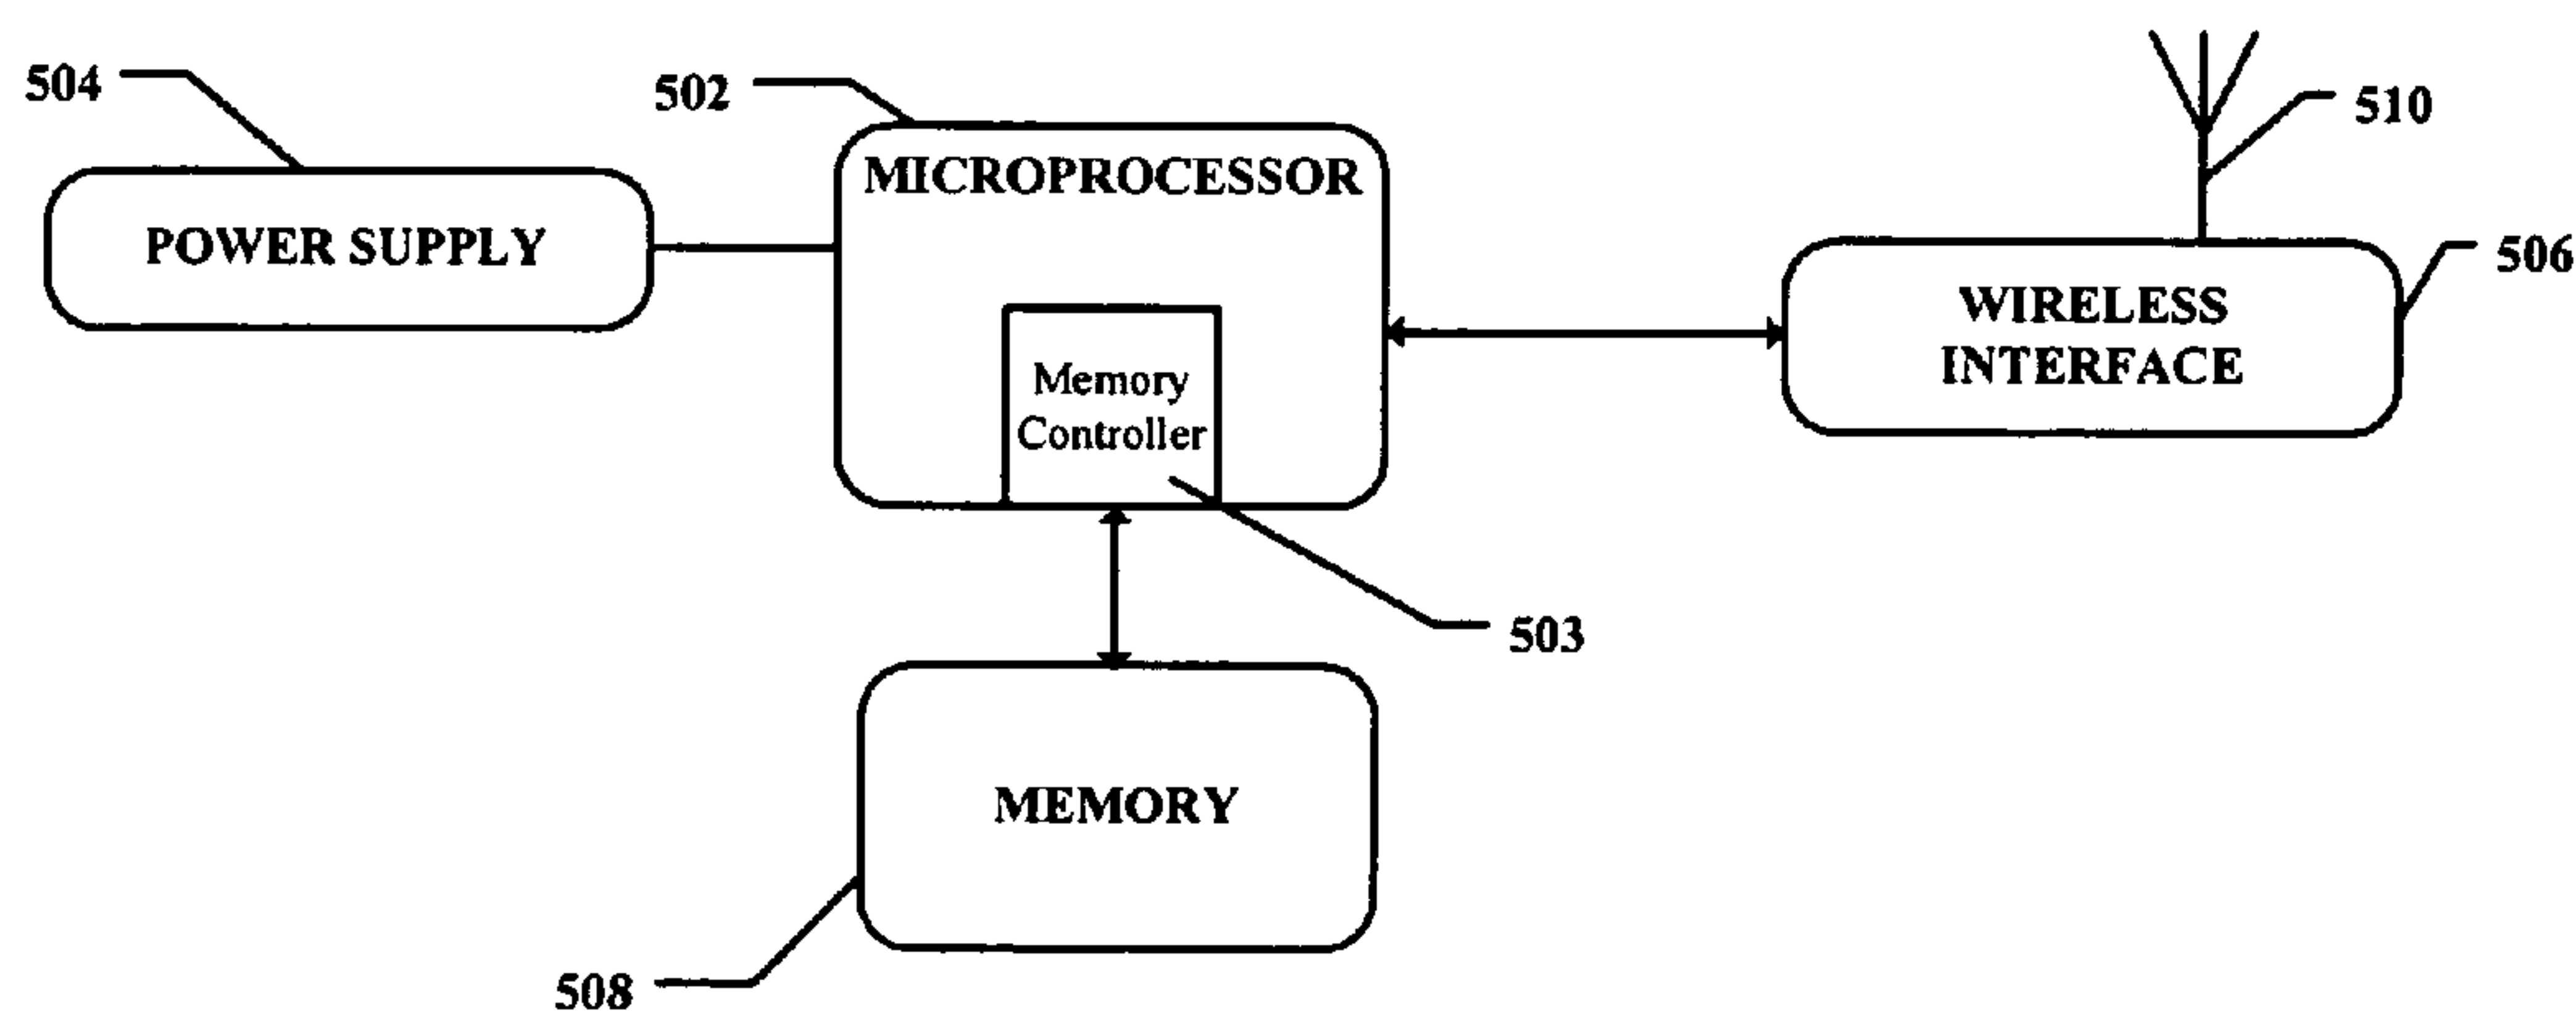 504
502
510
MICROPROCESSOR
POWER SUPPLY
506
WIRELESS
INTERFACE
Memory
Controller
503
MEMORY
508